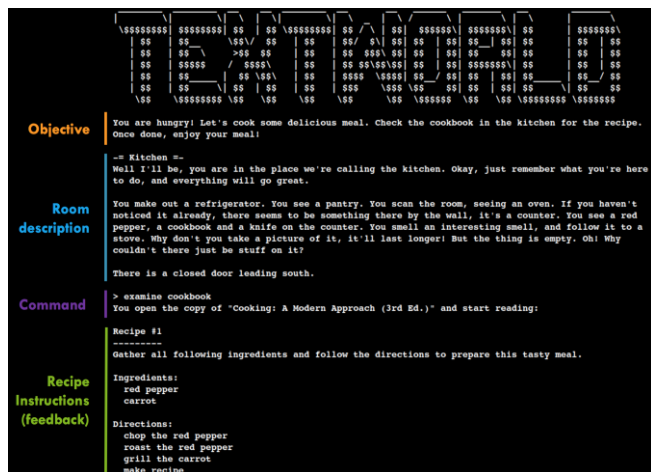 TEXTWORLD
Objective
You are hungry! Let's cook some delicious meal. Check the cookbook in the kitchen for the recipe.
Once done, enjoy your meal!
Room
description
-= Kitchen =-
Well I'll be, you are in the place we're calling the kitchen. Okay, just remember what you're here
to do, and everything will go great.
You make out a refrigerator. You see a pantry. You scan the room, seeing an oven. If you haven't
noticed it already, there seems to be something there by the wall, it's a counter. You see a red
pepper, a cookbook and a knife on the counter. You smell an interesting smell, and follow it to a
stove. Why don't you take a picture of it, it'll last longer! But the thing is empty. Oh! Why
couldn't there just be stuff on it?
There is a closed door leading south.
Command
> examine cookbook
You open the copy of "Cooking: A Modern Approach (3rd Ed.)" and start reading:
Recipe
Instructions
(feedback)
Recipe #1
---------
Gather all following ingredients and follow the directions to prepare this tasty meal.
Ingredients:
red pepper
carrot
Directions:
chop the red pepper
roast the red pepper
grill the carrot
make recipe